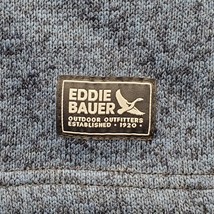 EDDIE
BAUER
OUTDOOR OUTFITTERS
ESTABLISHED • 1920 •